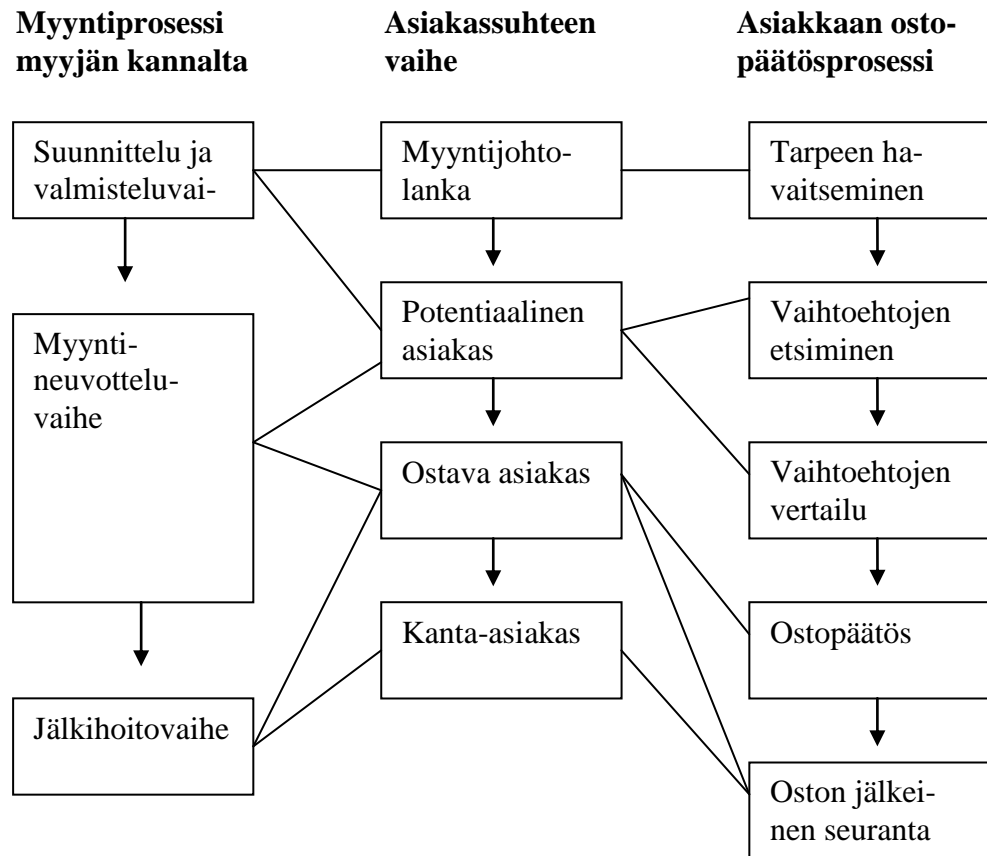 Myyntiprosessi
myyjän kannalta
Asiakassuhteen
vaihe
Asiakkaan osto-
päätösprosessi
Suunnittelu ja
valmisteluvai-
Myynti-
neuvottelu-
vaihe
Jälkihoitovaihe
Myyntijohto-
lanka
Potentiaalinen
asiakas
Ostava asiakas
Kanta-asiakas
Tarpeen ha-
vaitseminen
Vaihtoehtojen
etsiminen
Vaihtoehtojen
vertailu
Ostopäätös
Oston jälkei-
nen seuranta